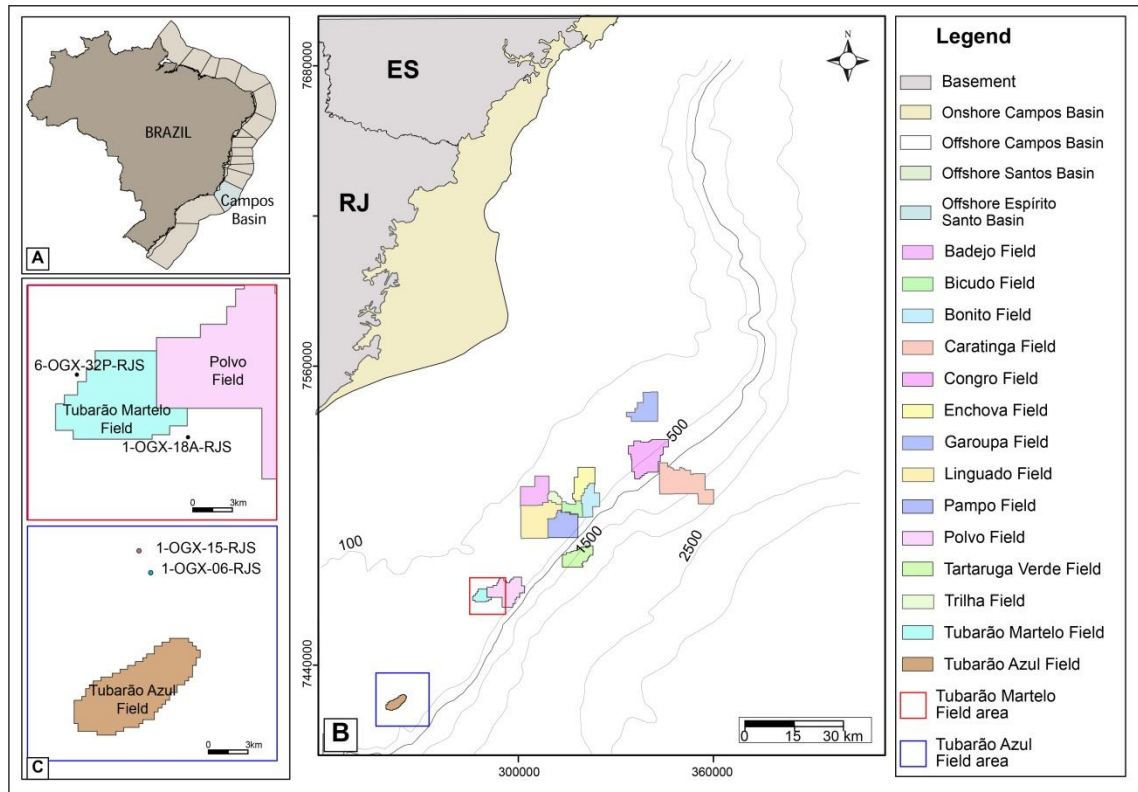 BRAZIL
Campos
Basin
A
6-OGX-32P-RJS
Polvo
Field
Tubarão Martelo
Field
1-OGX-18A-RJS
0
3km
1-OGX-15-RJS
1-OGX-06-RJS
Tubarão Azul
Field
0
3km
C
7680000
7560000
7440000
ES
RJ
N
500
100
1500
2500
B
0
15
30 km
300000
360000
Legend
Basement
Onshore Campos Basin
Offshore Campos Basin
Offshore Santos Basin
Offshore Espírito
Santo Basin
Badejo Field
Bicudo Field
Bonito Field
Caratinga Field
Congro Field
Enchova Field
Garoupa Field
Linguado Field
Pampo Field
Polvo Field
Tartaruga Verde Field
Trilha Field
Tubarão Martelo Field
Tubarão Azul Field
Tubarão Martelo
Field area
Tubarão Azul
Field area